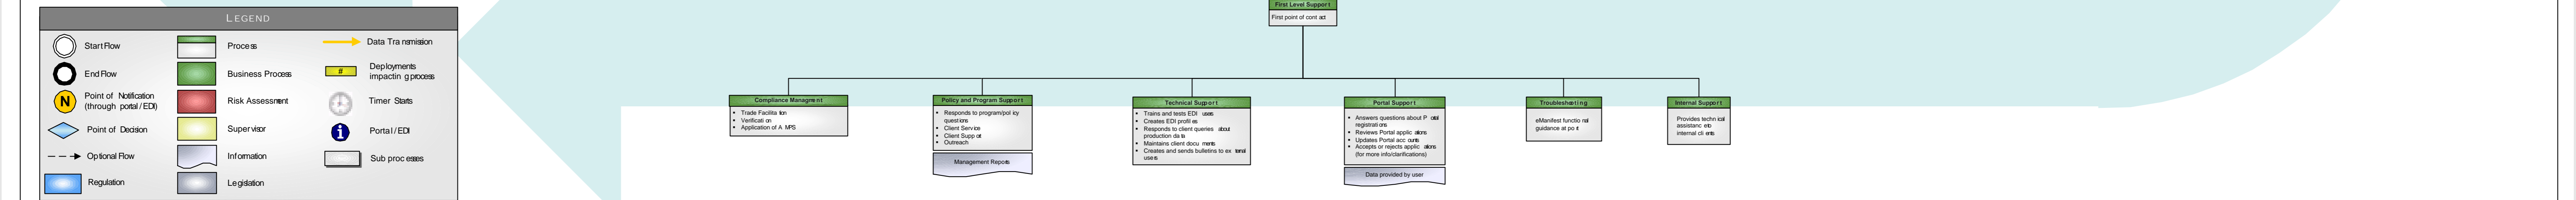 LEGEND
Start Flow
Process
Data Transmission
End Flow
Business Process
#
Deployments
impacting process
N
Point of Notification
(through portal/EDI)
Risk Assessment
Timer Starts
Point of Decision
Supervisor
i
Portal/EDI
Optional Flow
Information
Sub processes
Regulation
Legislation
First Level Support
First point of contact
Compliance Managment
• Trade Facilitation
• Verification
• Application of AMPS
Policy and Program Support
• Responds to program/policy
questions
• Client Service
• Client Support
• Outreach
Management Reports
Technical Support
• Trains and tests EDI users
• Creates EDI profiles
• Responds to client queries about
production data
• Maintains client documents
• Creates and sends bulletins to external
users
Portal Support
• Answers questions about Portal
registrations
• Reviews Portal applications
• Updates Portal accounts
• Accepts or rejects applications
(for more info/clarifications)
Data provided by user
Troubleshooting
eManifest functional
guidance at port
Internal Support
Provides technical
assistance to
internal clients